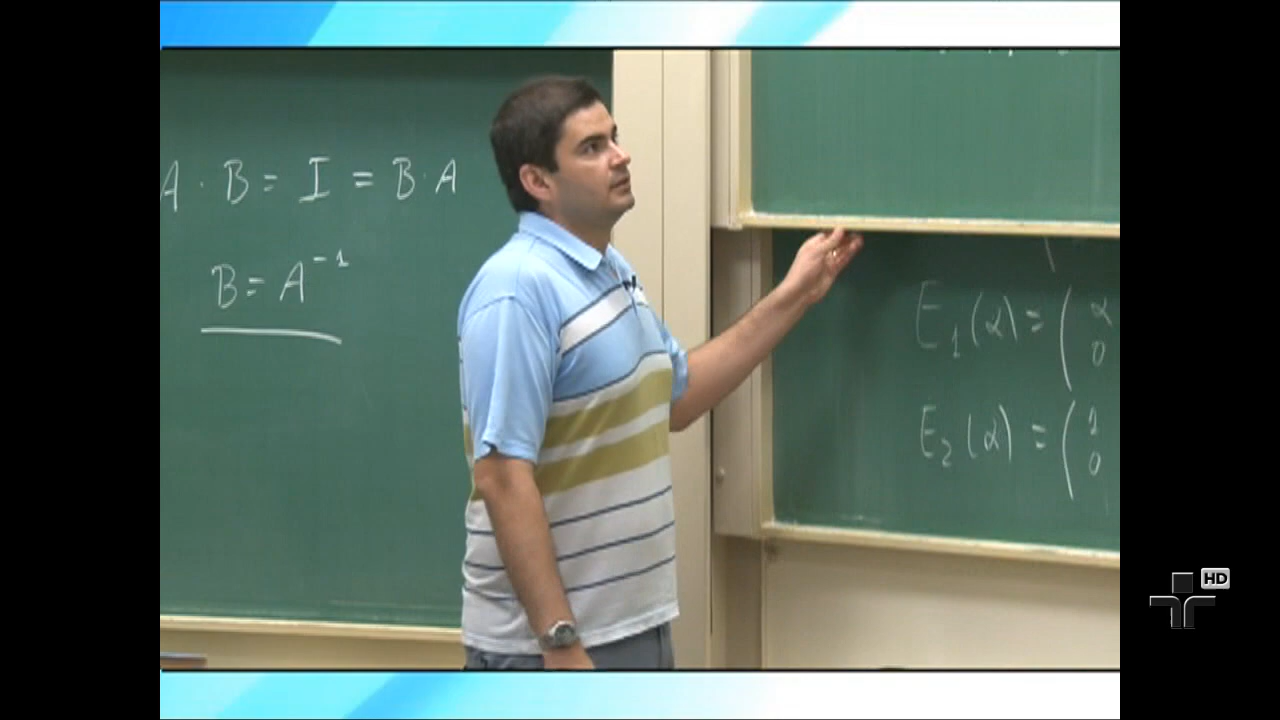 A · B = I = B · A
B = A⁻¹
E₁(α) = ( α
0
E₂(α) = ( 1
0
HD